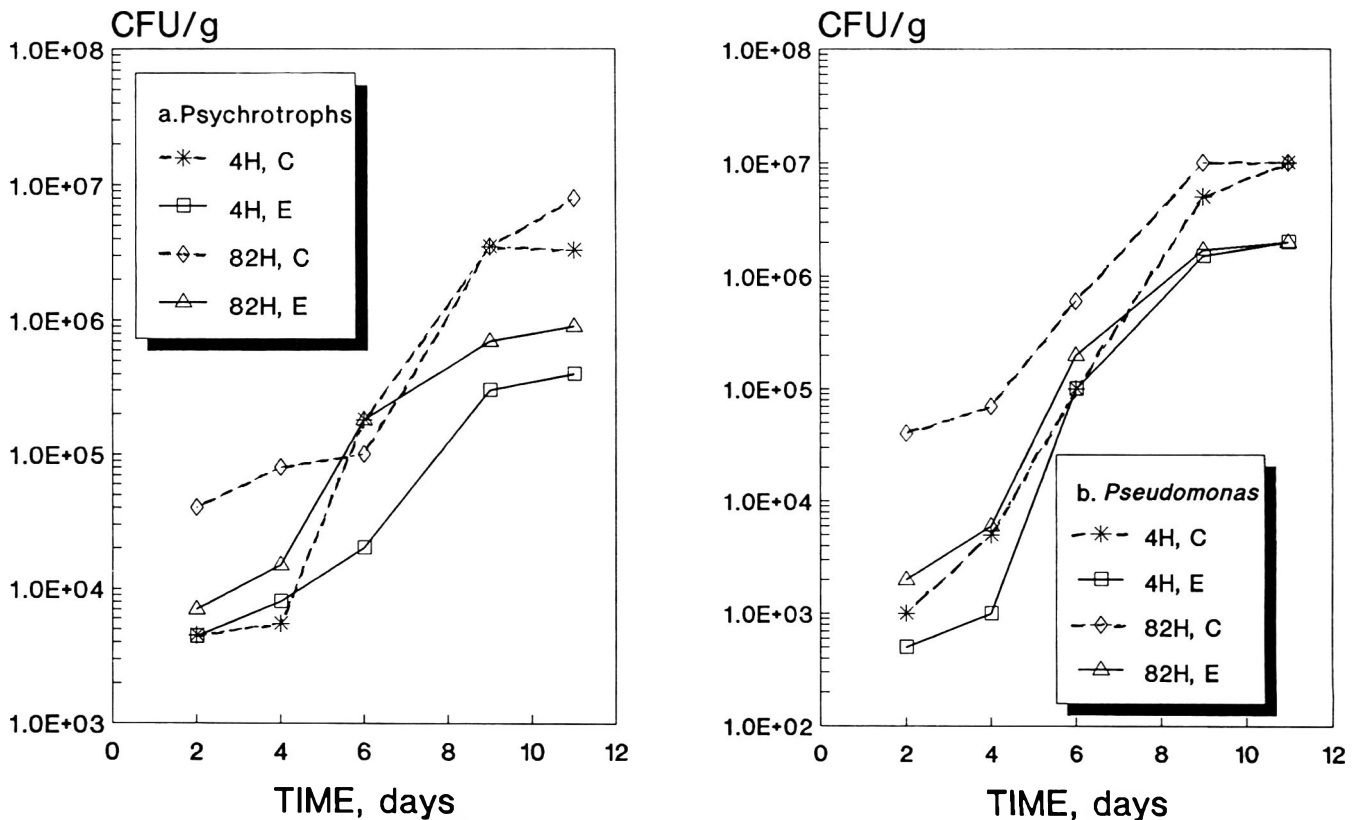 CFU/g
1.0E+08
1.0E+07
1.0E+06
1.0E+05
1.0E+04
1.0E+03
a.Psychrotrophs
4H, C
4H, E
82H, C
82H, E
0 2 4 6 8 10 12
TIME, days
CFU/g
1.0E+08
1.0E+07
1.0E+06
1.0E+05
1.0E+04
1.0E+03
1.0E+02
b. Pseudomonas
4H, C
4H, E
82H, C
82H, E
0 2 4 6 8 10 12
TIME, days